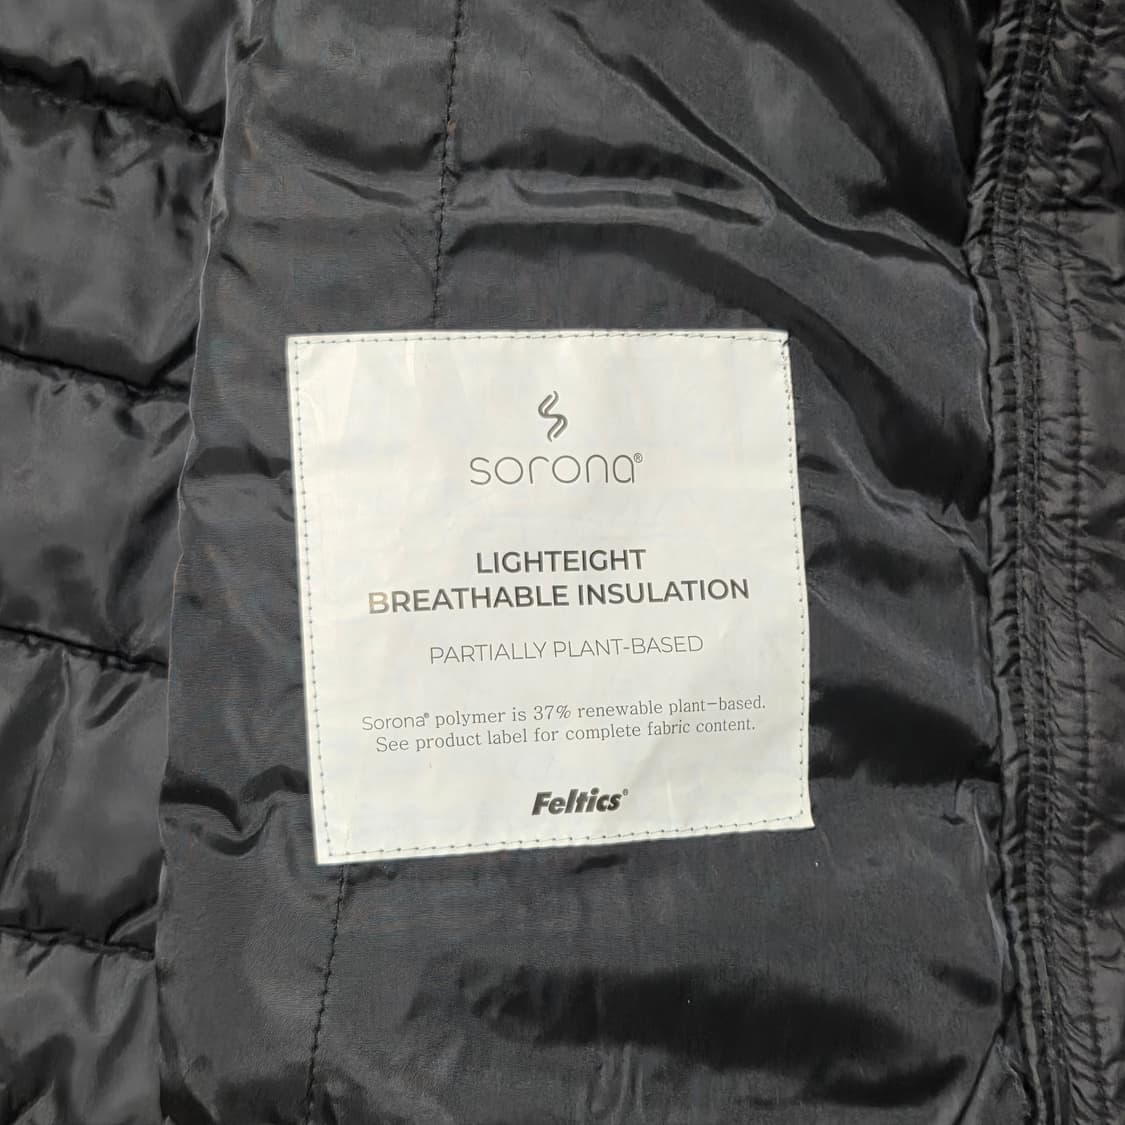 sorona®
LIGHTEIGHT
BREATHABLE INSULATION
PARTIALLY PLANT-BASED
Sorona® polymer is 37% renewable plant-based.
See product label for complete fabric content.
Feltics®